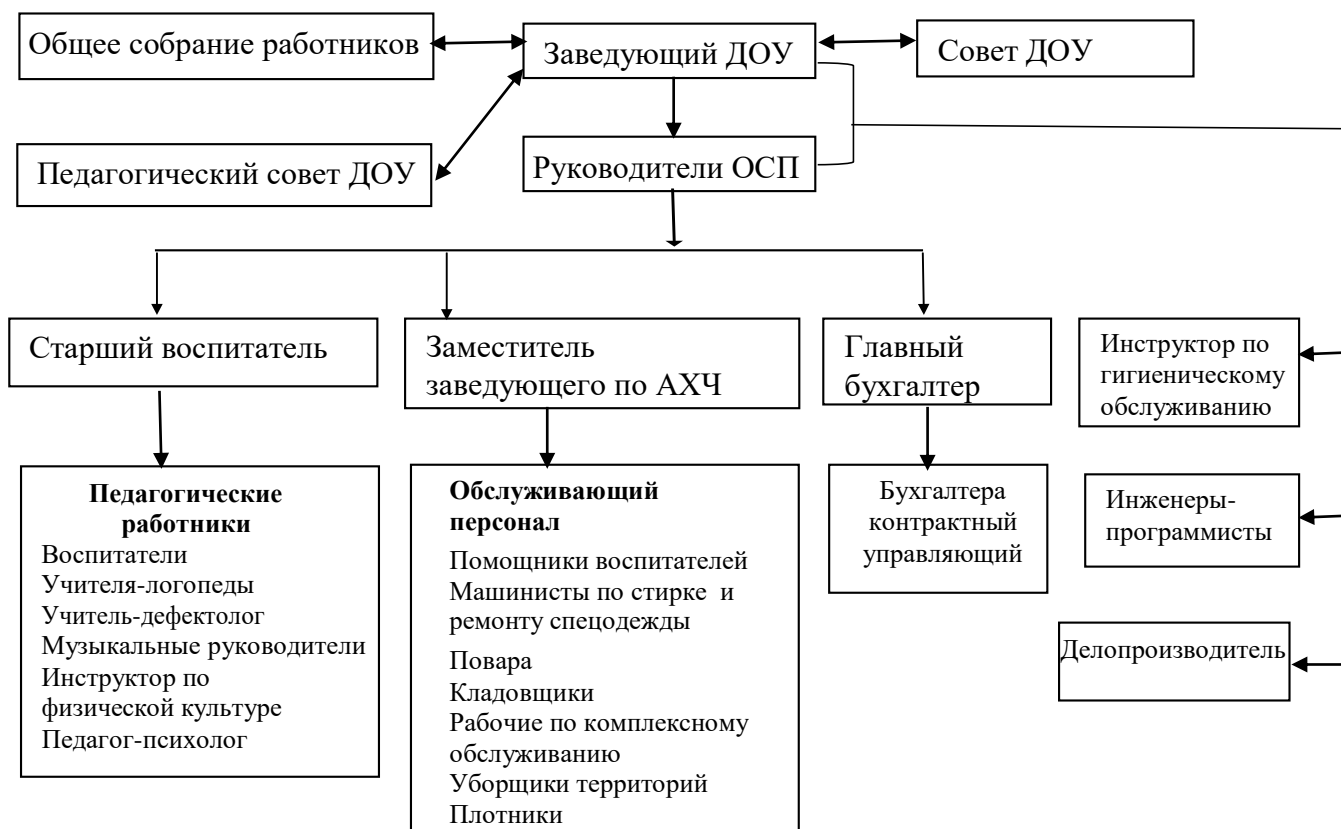 Общее собрание работников
Заведующий ДОУ
Совет ДОУ
Педагогический совет ДОУ
Руководители ОСП
Старший воспитатель
Заместитель
заведующего по АХЧ
Главный
бухгалтер
Инструктор по
гигиеническому
обслуживанию
Педагогические
работники
Воспитатели
Учителя-логопеды
Учитель-дефектолог
Музыкальные руководители
Инструктор по
физической культуре
Педагог-психолог
Обслуживающий
персонал
Помощники воспитателей
Машинисты по стирке и
ремонту спецодежды
Повара
Кладовщики
Рабочие по комплексному
обслуживанию
Уборщики территорий
Плотники
Бухгалтера
контрактный
управляющий
Инженеры-
программисты
Делопроизводитель